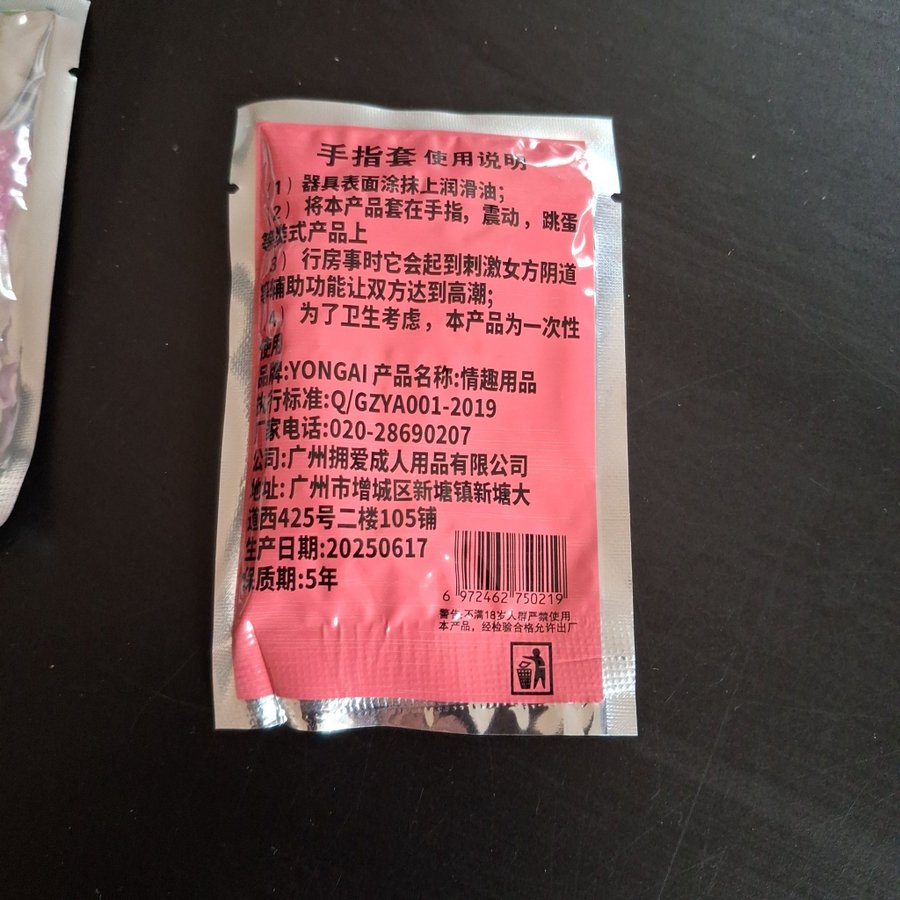 手指套 使用说明
（1）器具表面涂抹上润滑油；
（2） 将本产品套在手指，震动，跳蛋
等类式产品上
（3） 行房事时它会起到刺激女方阴道
辅助功能让双方达到高潮；
（4） 为了卫生考虑，本产品为一次性
使用
品牌:YONGAI 产品名称:情趣用品
执行标准:Q/GZYA001-2019
厂家电话:020-28690207
公司:广州拥爱成人用品有限公司
地址: 广州市增城区新塘镇新塘大
道西425号二楼105铺
生产日期:20250617
保质期:5年
6 972462 750219
警告:不满18岁人群严禁使用
本产品，经检验合格允许出厂